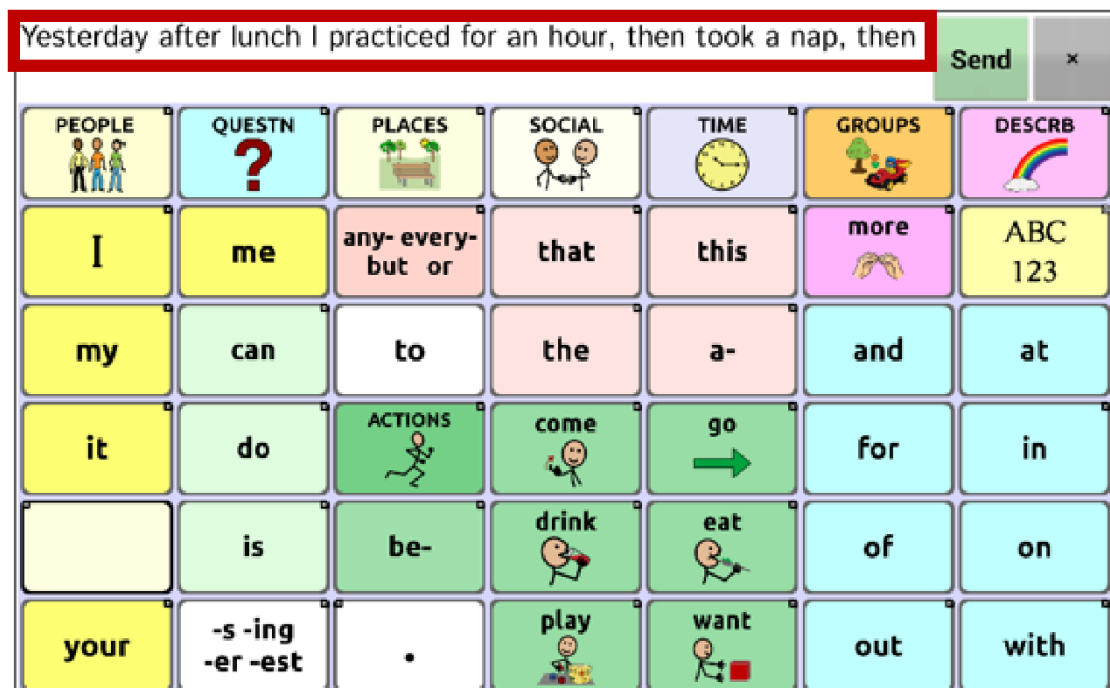 Yesterday after lunch I practiced for an hour, then took a nap, then
Send ×
PEOPLE QUESTN PLACES SOCIAL TIME GROUPS DESCRB
?
I me any- every- that this more ABC
but or 123
my can to the a- and at
it do ACTIONS come go for in
is be- drink eat of on
your -s -ing . play want out with
-er -est